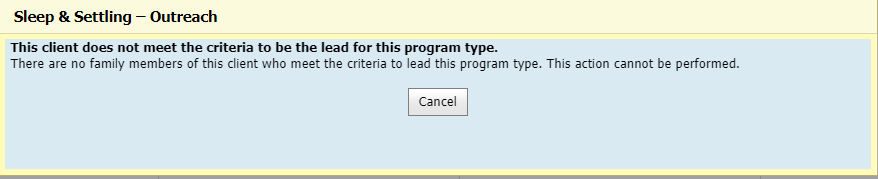 Sleep & Settling – Outreach
This client does not meet the criteria to be the lead for this program type.
There are no family members of this client who meet the criteria to lead this program type. This action cannot be performed.
Cancel